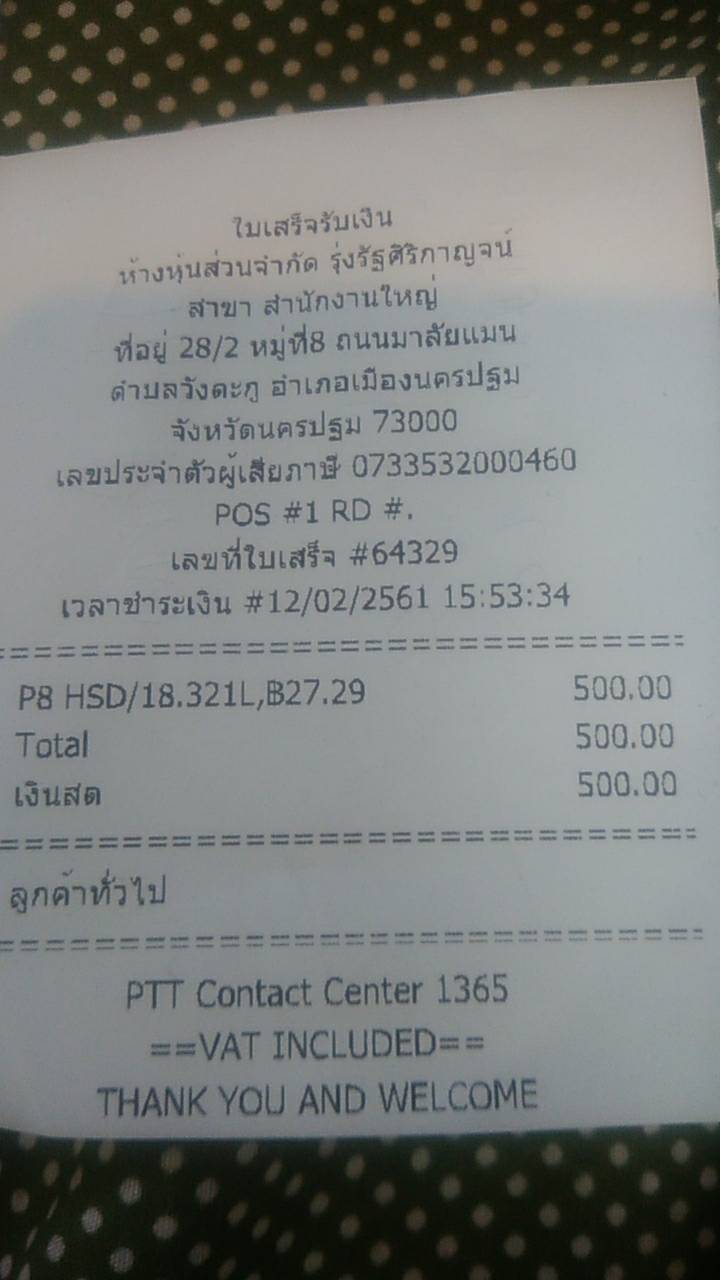 ใบเสร็จรับเงิน
ห้างหุ้นส่วนจำกัด รุ่งรัฐศิริกาญจน์
สาขา สำนักงานใหญ่
ที่อยู่ 28/2 หมู่ที่8 ถนนมาลัยแมน
ตำบลวังตะกู อำเภอเมืองนครปฐม
จังหวัดนครปฐม 73000
เลขประจำตัวผู้เสียภาษี 0733532000460
POS #1 RD #.
เลขที่ใบเสร็จ #64329
เวลาชำระเงิน #12/02/2561 15:53:34
============================
P8 HSD/18.321L,฿27.29 500.00
Total 500.00
เงินสด 500.00
============================
ลูกค้าทั่วไป
============================
PTT Contact Center 1365
==VAT INCLUDED==
THANK YOU AND WELCOME